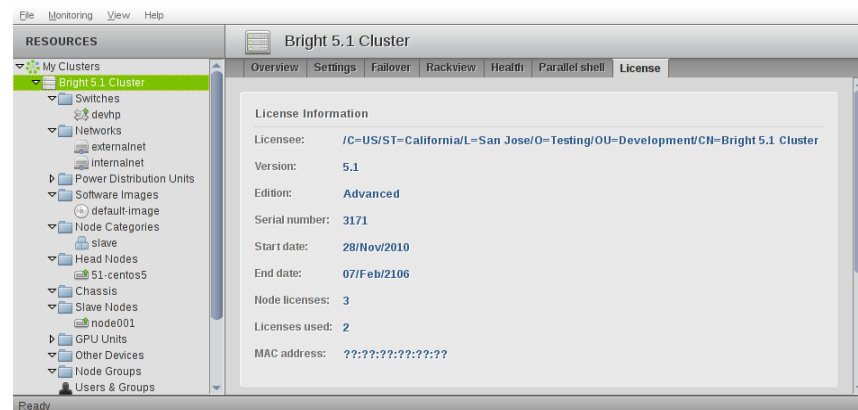 File Monitoring View Help
RESOURCES
My Clusters
Bright 5.1 Cluster
Switches
devhp
Networks
externalnet
internalnet
Power Distribution Units
Software Images
default-image
Node Categories
slave
Head Nodes
51-centos5
Chassis
Slave Nodes
node001
GPU Units
Other Devices
Node Groups
Users & Groups
Bright 5.1 Cluster
Overview Settings Failover Rackview Health Parallel shell License
License Information
Licensee: /C=US/ST=California/L=San Jose/O=Testing/OU=Development/CN=Bright 5.1 Cluster
Version: 5.1
Edition: Advanced
Serial number: 3171
Start date: 28/Nov/2010
End date: 07/Feb/2106
Node licenses: 3
Licenses used: 2
MAC address: ??:??:??:??:??:??
Ready